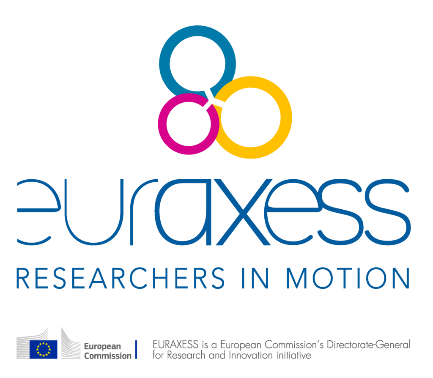 euraxess
RESEARCHERS IN MOTION
European
Commission
EURAXESS is a European Commission's Directorate-General
for Research and Innovation initiative